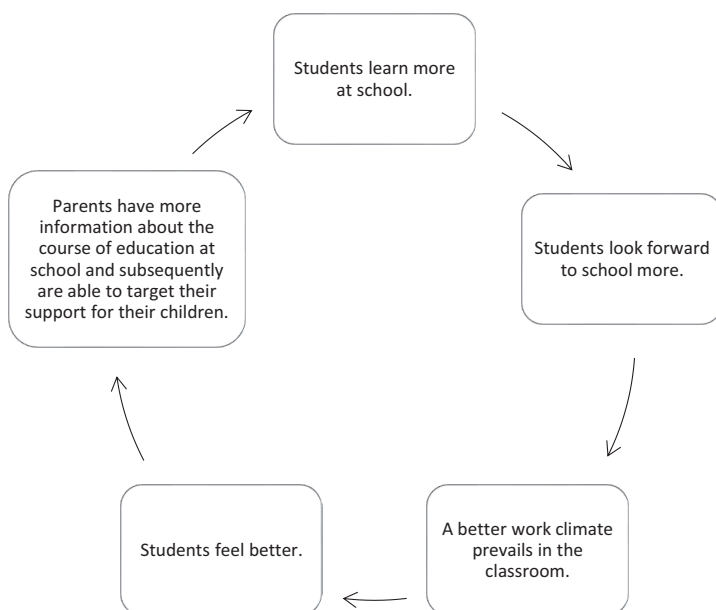 Students learn more
at school.
Students look forward
to school more.
A better work climate
prevails in the
classroom.
Students feel better.
Parents have more
information about the
course of education at
school and subsequently
are able to target their
support for their children.